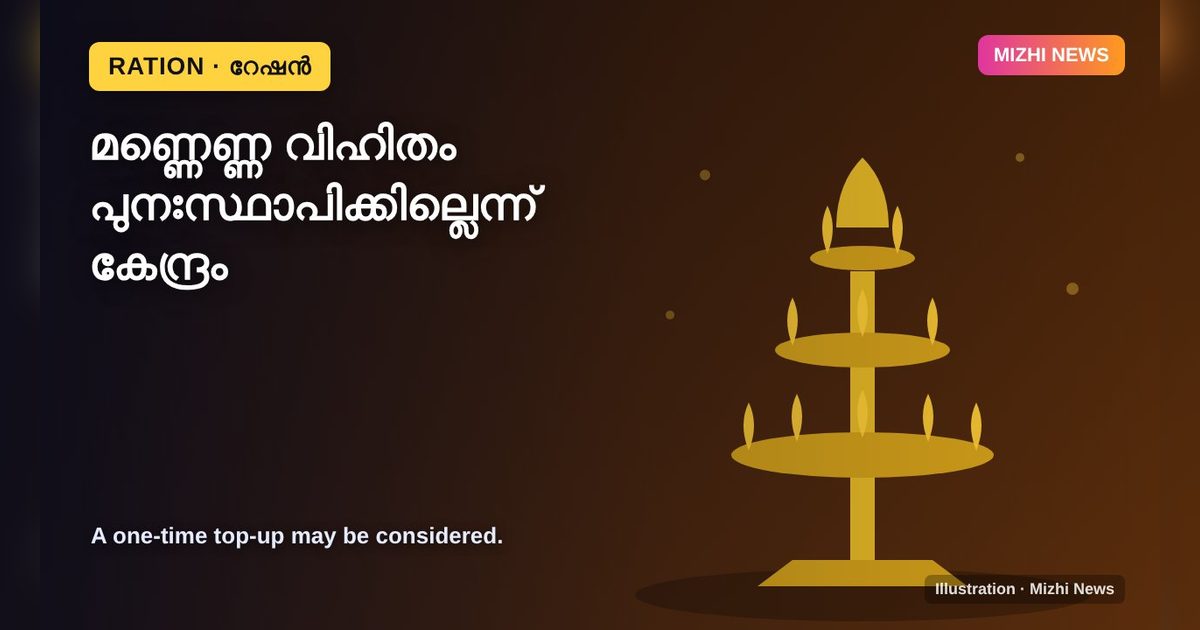 RATION · റേഷൻ
MIZHI NEWS
മണ്ണെണ്ണ വിഹിതം
പുനഃസ്ഥാപിക്കില്ലെന്ന്
കേന്ദ്രം
A one-time top-up may be considered.
Illustration · Mizhi News